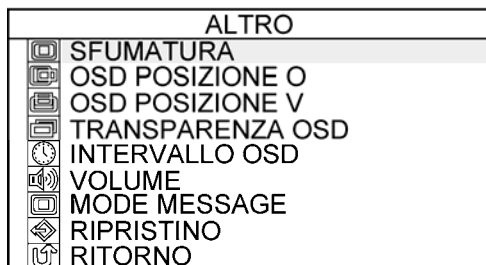 ALTRO
SFUMATURA
OSD POSIZIONE O
OSD POSIZIONE V
TRANSPARENZA OSD
INTERVALLO OSD
VOLUME
MODE MESSAGE
RIPRISTINO
RITORNO